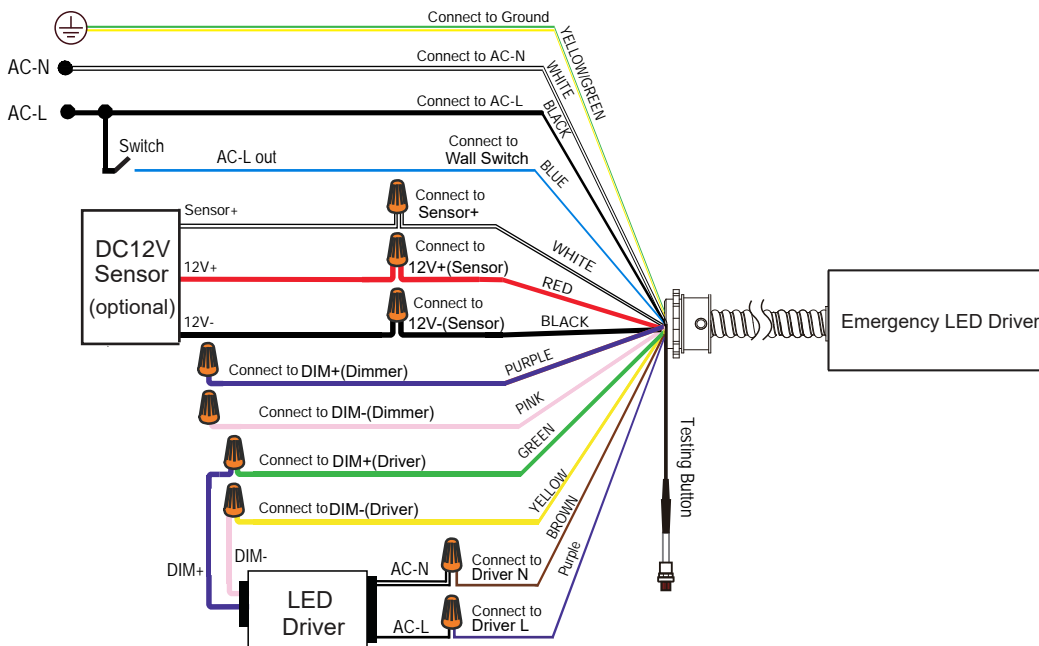 Connect to Ground
YELLOW/GREEN
AC-N
Connect to AC-N
WHITE
AC-L
Connect to AC-L
BLACK
Switch
AC-L out
Connect to
Wall Switch
BLUE
DC12V
Sensor
(optional)
Sensor+
Connect to
Sensor+
WHITE
12V+
Connect to
12V+(Sensor)
RED
12V-
Connect to
12V-(Sensor)
BLACK
Emergency LED Driver
Connect to DIM+(Dimmer)
PURPLE
Connect to DIM-(Dimmer)
PINK
Connect to DIM+(Driver)
GREEN
Connect to DIM-(Driver)
YELLOW
Testing Button
DIM+
DIM-
LED
Driver
AC-N
Connect to
Driver N
BROWN
AC-L
Connect to
Driver L
Purple